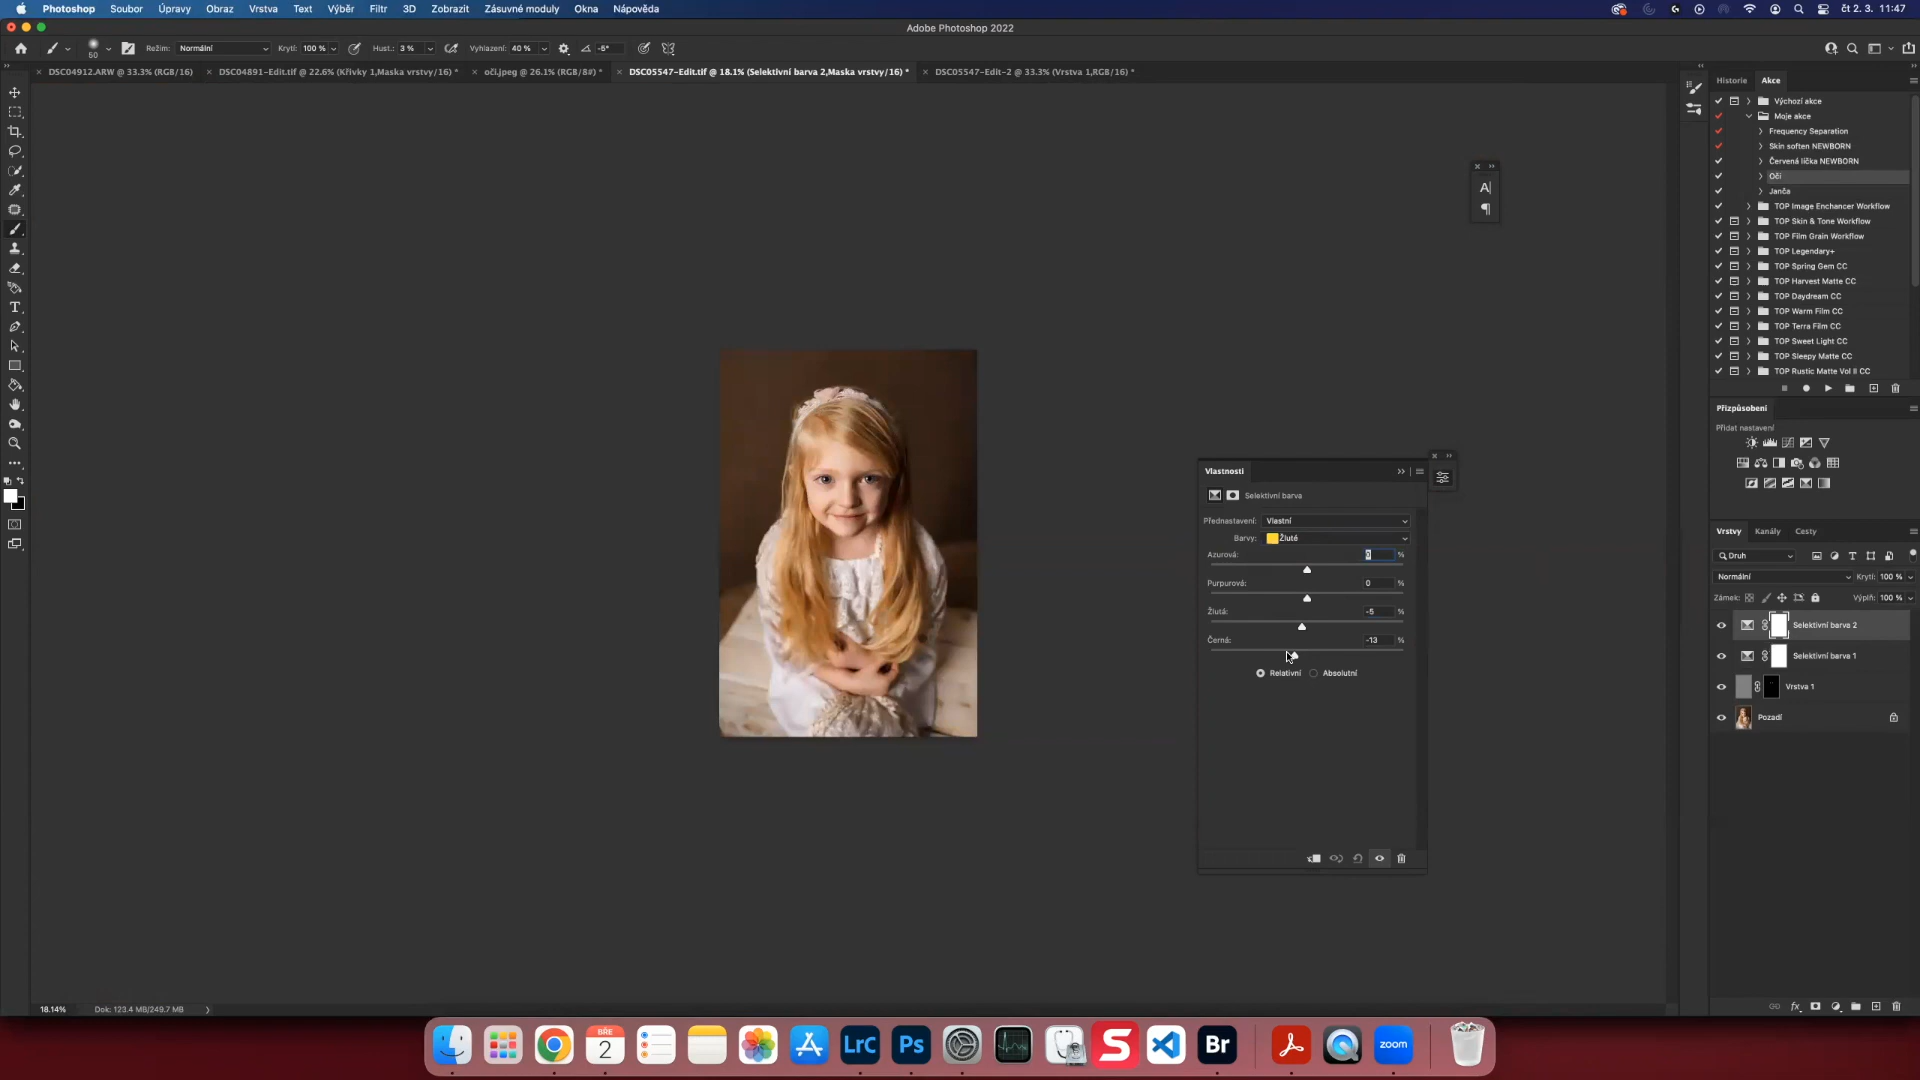 Photoshop Soubor Úpravy Obraz Vrstva Text Výběr Filtr 3D Zobrazit Zásuvné moduly Okna Nápověda čt 2. 3. 11:47
Adobe Photoshop 2022
50 Režim: Normální Krytí: 100 % Hust.: 3 % Vyhlazení: 40 % -5°
DSC04912.ARW @ 33.3% (RGB/16) DSC04891-Edit.tif @ 22.6% (Křivky 1,Maska vrstvy/16) * oči.jpeg @ 26.1% (RGB/8#) * DSC05547-Edit.tif @ 18.1% (Selektivní barva 2,Maska vrstvy/16) * DSC05547-Edit-2 @ 33.3% (Vrstva 1,RGB/16) *
Historie Akce
Výchozí akce
Moje akce
Frequency Separation
Skin soften NEWBORN
Červená líčka NEWBORN
Oči
Janča
TOP Image Enchancer Workflow
TOP Skin & Tone Workflow
TOP Film Grain Workflow
TOP Legendary+
TOP Spring Gem CC
TOP Harvest Matte CC
TOP Daydream CC
TOP Warm Film CC
TOP Terra Film CC
TOP Sweet Light CC
TOP Sleepy Matte CC
TOP Rustic Matte Vol II CC
Přizpůsobení
Přidat nastavení
Vlastnosti
Selektivní barva
Přednastavení: Vlastní
Barvy: Žluté
Azurová: 0 %
Purpurová: 0 %
Žlutá: -5 %
Černá: -13 %
Relativní Absolutní
Vrstvy Kanály Cesty
Druh
Normální Krytí: 100 %
Zámek: Výplň: 100 %
Selektivní barva 2
Selektivní barva 1
Vrstva 1
Pozadí
18.14% Dok: 123.4 MB/249.7 MB
BŘE
2
LrC
Ps
Br
zoom